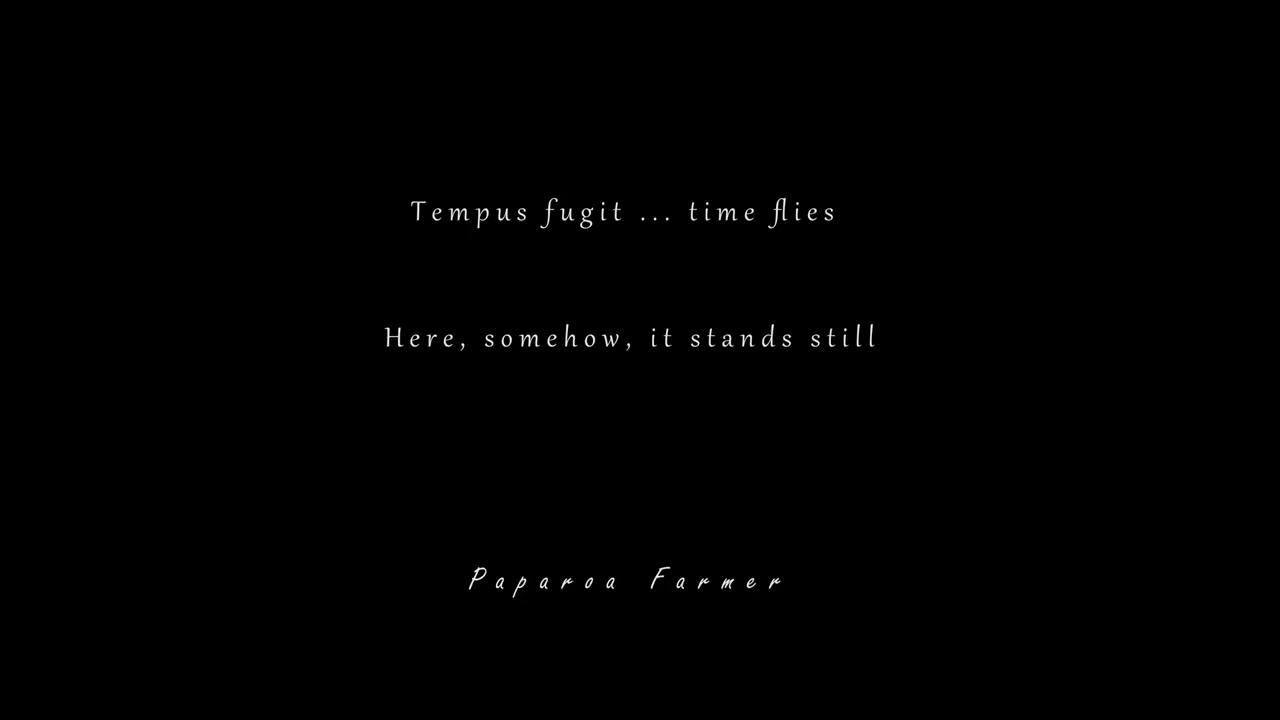 Tempus fugit ... time flies
Here, somehow, it stands still
Paparoa Farmer